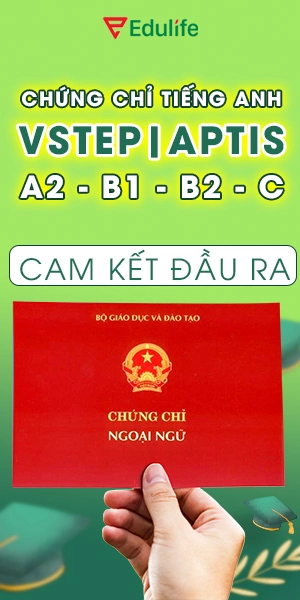 Edulife
CHỨNG CHỈ TIẾNG ANH
VSTEP | APTIS
A2 - B1 - B2 - C
CAM KẾT ĐẦU RA
BỘ GIÁO DỤC VÀ ĐÀO TẠO
CHỨNG CHỈ
NGOẠI NGỮ